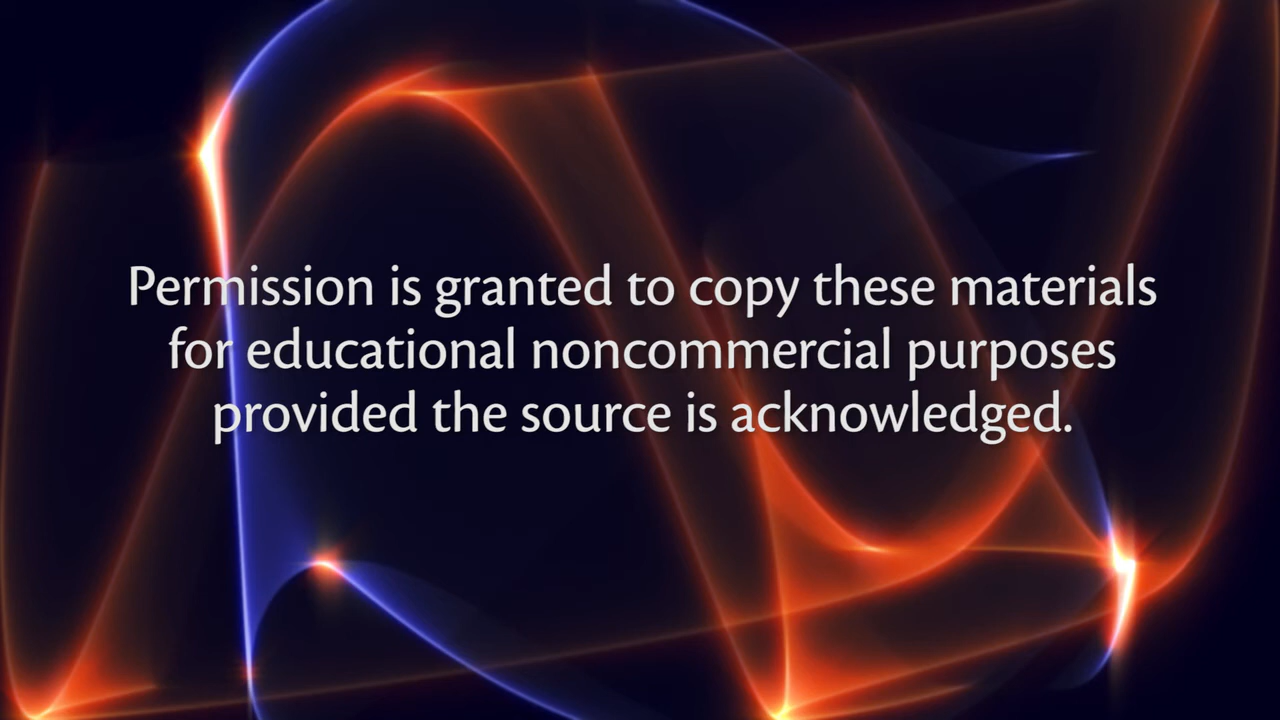 Permission is granted to copy these materials
for educational noncommercial purposes
provided the source is acknowledged.